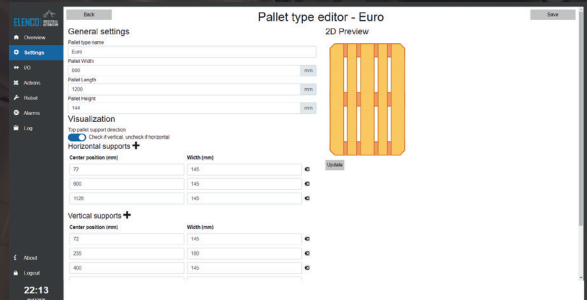 Back
Pallet type editor - Euro
Save
ELENCO
Overview
Settings
I/O
Actions
Robot
Alarms
Log
About
Logout
22:13
General settings
Pallet type name
Euro
Pallet Width
800
mm
Pallet Length
1200
mm
Pallet Height
144
mm
Visualization
Top pallet support direction
Check if vertical, uncheck if horizontal
Horizontal supports
Center position (mm)
Width (mm)
72
145
600
145
1128
145
Vertical supports
Center position (mm)
Width (mm)
72
145
235
100
400
145
2D Preview
Update